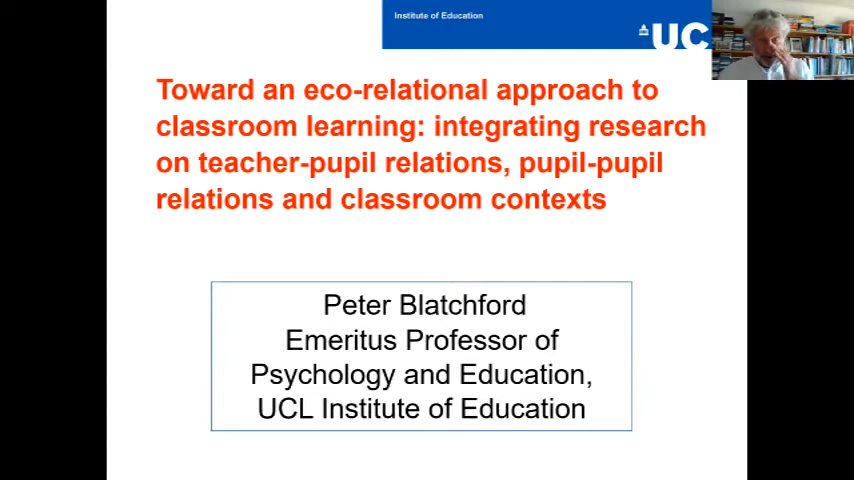 Institute of Education
UC
Toward an eco-relational approach to
classroom learning: integrating research
on teacher-pupil relations, pupil-pupil
relations and classroom contexts
Peter Blatchford
Emeritus Professor of
Psychology and Education,
UCL Institute of Education